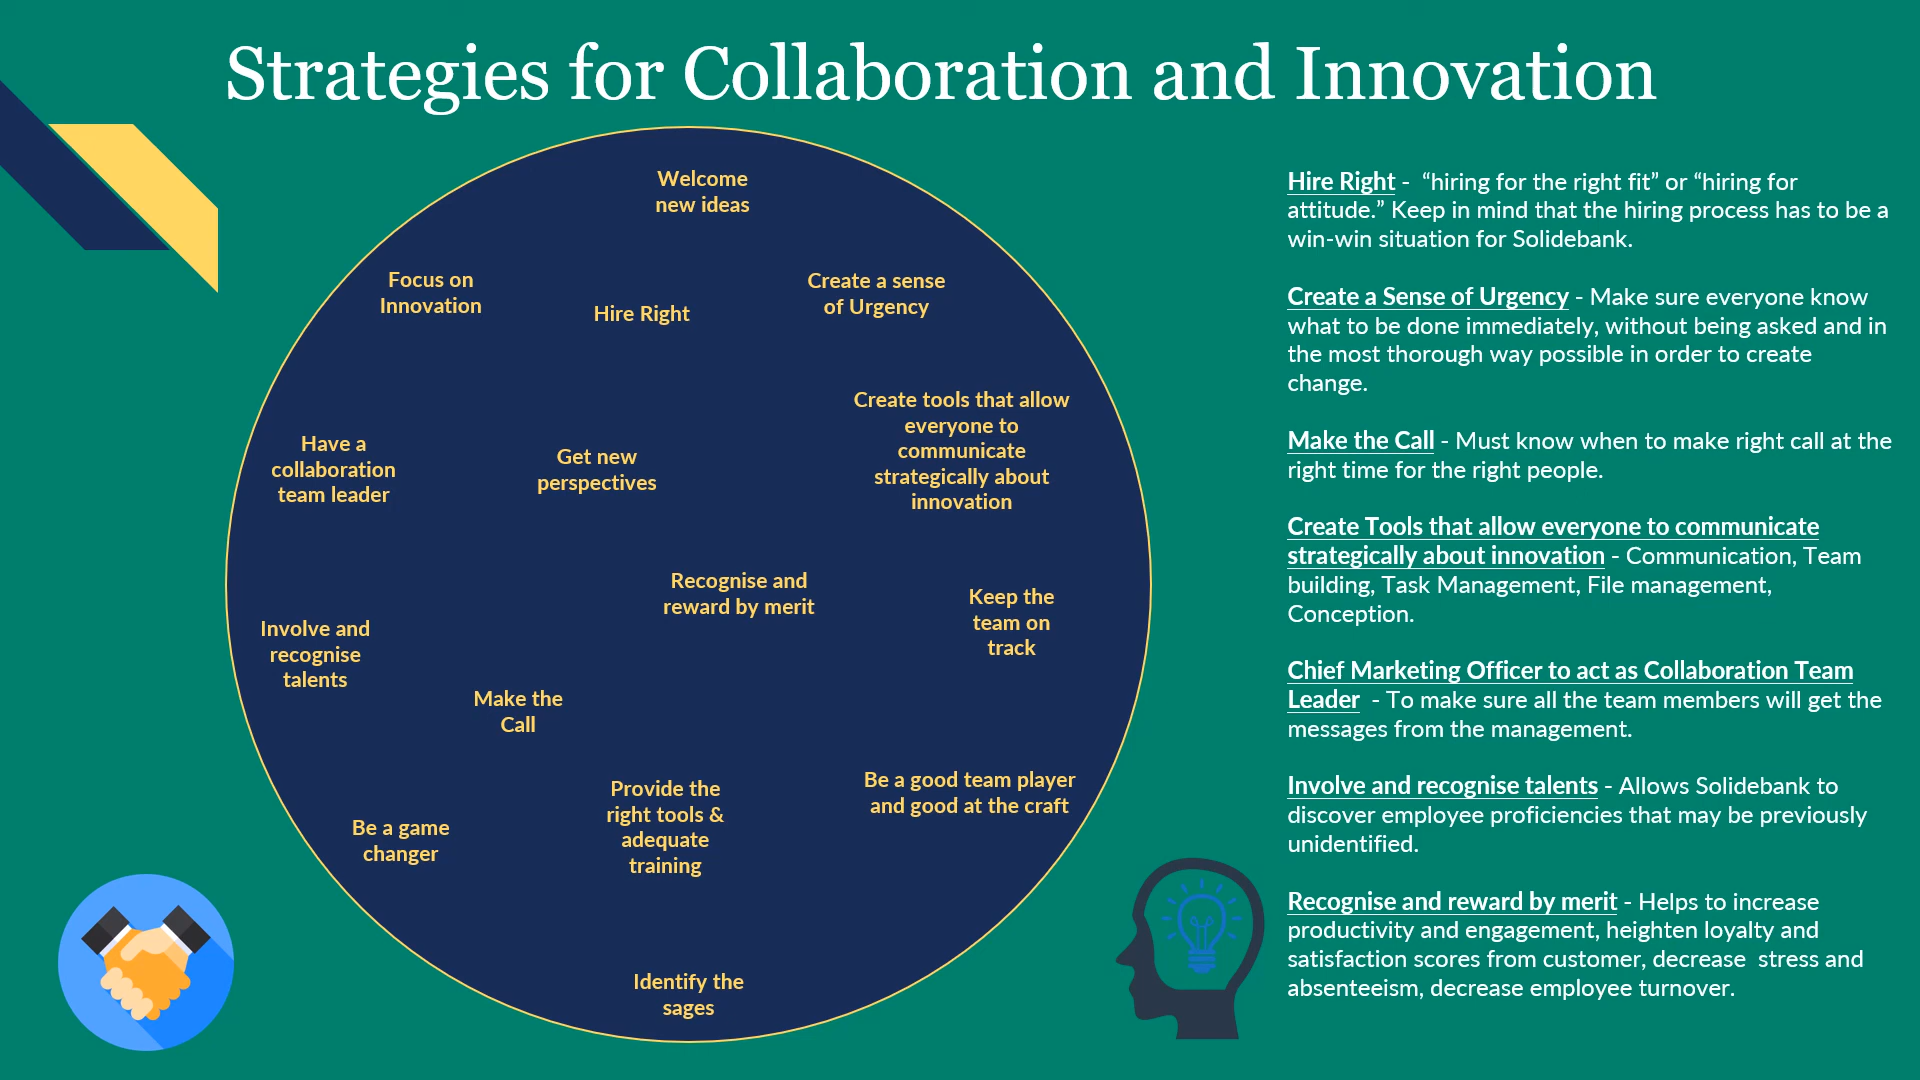 Strategies for Collaboration and Innovation
Welcome
new ideas
Focus on
Innovation
Hire Right
Create a sense
of Urgency
Create tools that allow
everyone to
communicate
strategically about
innovation
Have a
collaboration
team leader
Get new
perspectives
Recognise and
reward by merit
Keep the
team on
track
Involve and
recognise
talents
Make the
Call
Provide the
right tools &
adequate
training
Be a good team player
and good at the craft
Be a game
changer
Identify the
sages
Hire Right -  “hiring for the right fit” or “hiring for
attitude.” Keep in mind that the hiring process has to be a
win-win situation for Solidebank.
Create a Sense of Urgency - Make sure everyone know
what to be done immediately, without being asked and in
the most thorough way possible in order to create
change.
Make the Call - Must know when to make right call at the
right time for the right people.
Create Tools that allow everyone to communicate
strategically about innovation - Communication, Team
building, Task Management, File management,
Conception.
Chief Marketing Officer to act as Collaboration Team
Leader  - To make sure all the team members will get the
messages from the management.
Involve and recognise talents - Allows Solidebank to
discover employee proficiencies that may be previously
unidentified.
Recognise and reward by merit - Helps to increase
productivity and engagement, heighten loyalty and
satisfaction scores from customer, decrease  stress and
absenteeism, decrease employee turnover.